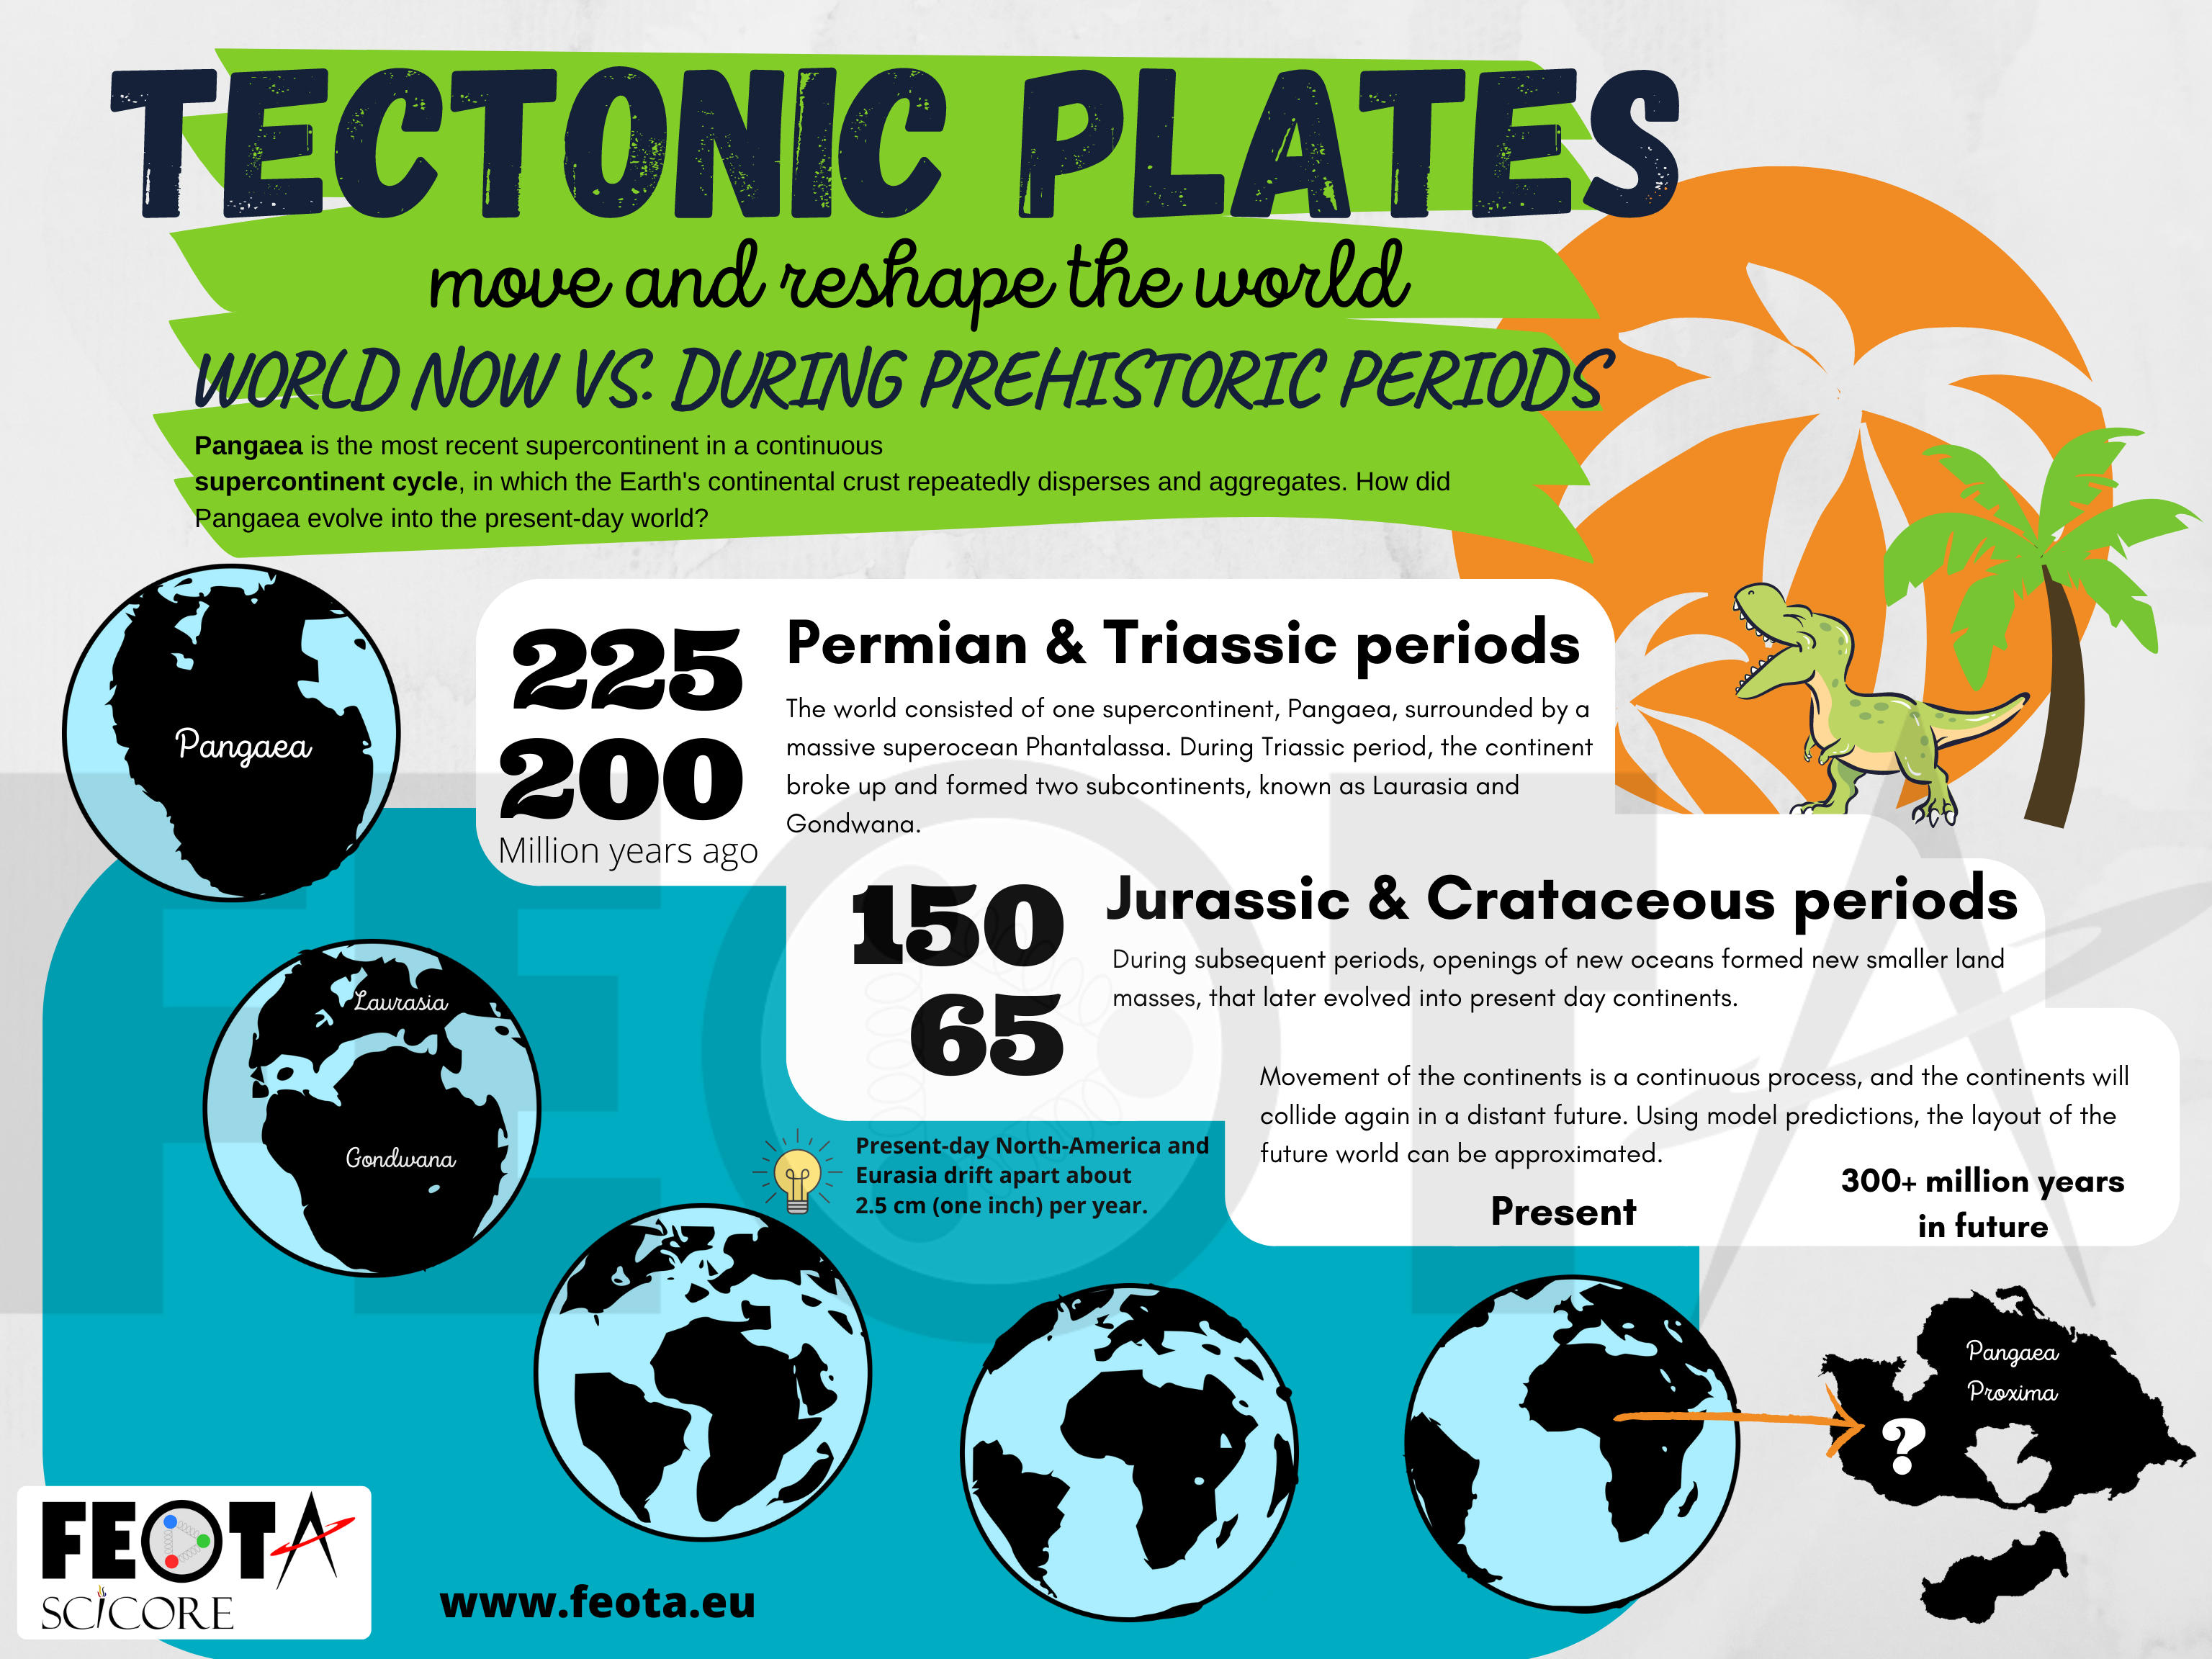 TECTONIC PLATES
move and reshape the world
WORLD NOW VS. DURING PREHISTORIC PERIODS
Pangaea is the most recent supercontinent in a continuous
supercontinent cycle, in which the Earth's continental crust repeatedly disperses and aggregates. How did
Pangaea evolve into the present-day world?
Pangaea
225
200
Million years ago
Permian & Triassic periods
The world consisted of one supercontinent, Pangaea, surrounded by a
massive superocean Phantalassa. During Triassic period, the continent
broke up and formed two subcontinents, known as Laurasia and
Gondwana.
150
65
Jurassic & Crataceous periods
During subsequent periods, openings of new oceans formed new smaller land
masses, that later evolved into present day continents.
Laurasia
Gondwana
Movement of the continents is a continuous process, and the continents will
collide again in a distant future. Using model predictions, the layout of the
future world can be approximated.
Present-day North-America and
Eurasia drift apart about
2.5 cm (one inch) per year.
Present
300+ million years
in future
Pangaea
Proxima
?
FEOTA
SCICORE
www.feota.eu
FEOTA